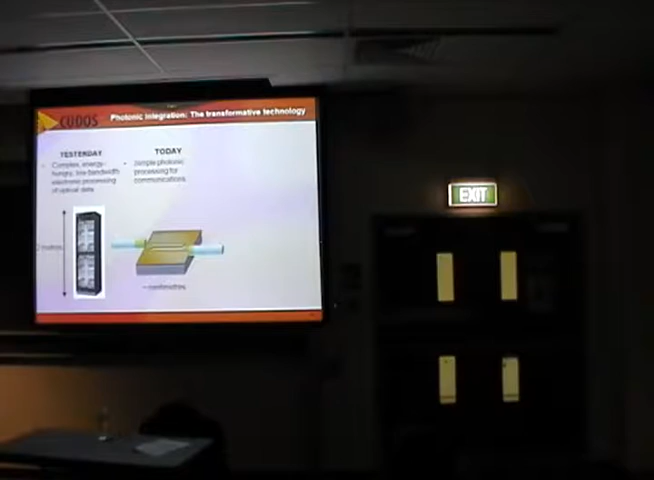 CUDOS Photonic integration: The transformative technology
YESTERDAY
Complex, energy-
hungry, low bandwidth
electronic processing
of optical data
TODAY
Simple photonic
processing for
communications
metres
centimetres
EXIT